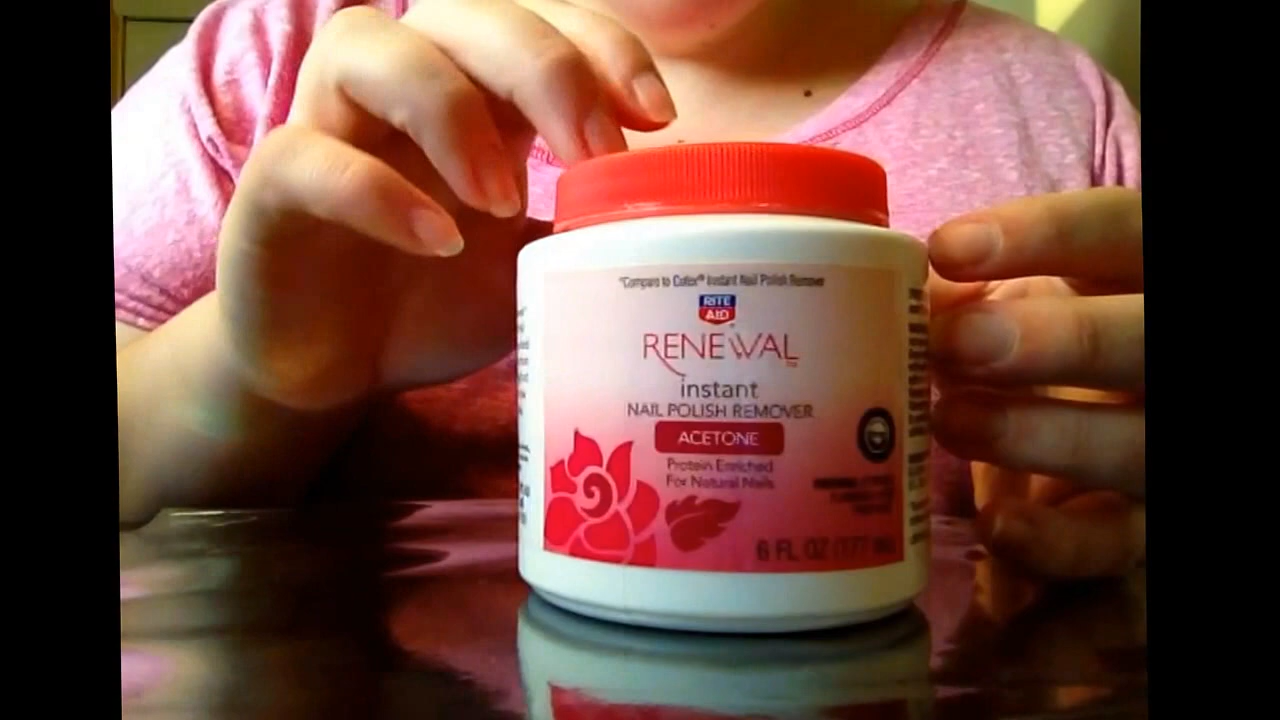 *Compare to Cutex® Instant Nail Polish Remover
RITE
AID
RENEWAL
instant
NAIL POLISH REMOVER
ACETONE
Protein Enriched
For Natural Nails
6 FL OZ (177 mL)